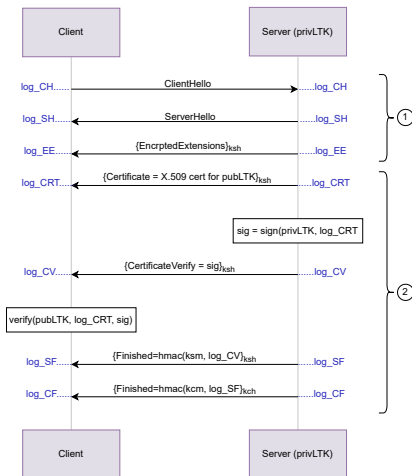 Client Server (privLTK)
log_CH...... ClientHello ......log_CH
log_SH...... ServerHello ......log_SH
log_EE...... {EncrptedExtensions}ksh ......log_EE
①
log_CRT..... {Certificate = X.509 cert for pubLTK}ksh ......log_CRT
sig = sign(privLTK, log_CRT
log_CV..... {CertificateVerify = sig}ksh ......log_CV
②
verify(pubLTK, log_CRT, sig)
log_SF...... {Finished=hmac(ksm, log_CV)}ksh ......log_SF
log_CF...... {Finished=hmac(kcm, log_SF)}kch ......log_CF
Client Server (privLTK)